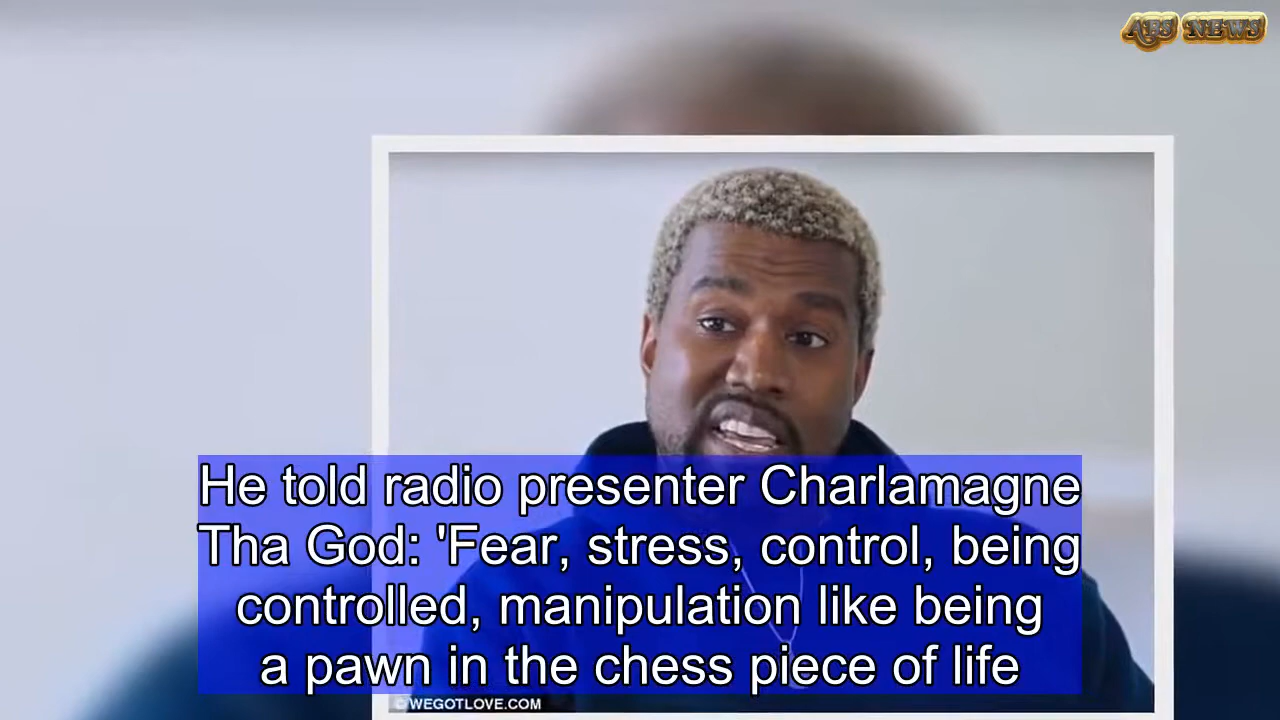 ABS NEWS
He told radio presenter Charlamagne
Tha God: 'Fear, stress, control, being
controlled, manipulation like being
a pawn in the chess piece of life
© WEGOTLOVE.COM